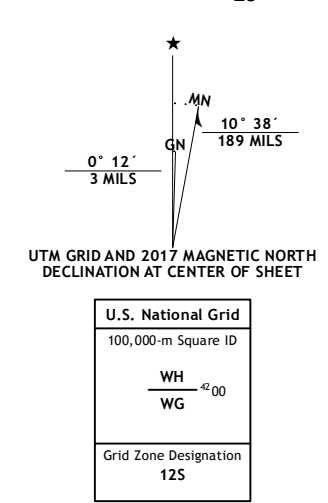 ★
MN
GN
10° 38´
189 MILS
0° 12´
3 MILS
UTM GRID AND 2017 MAGNETIC NORTH
DECLINATION AT CENTER OF SHEET
U.S. National Grid
100,000-m Square ID
WH
4200
WG
Grid Zone Designation
12S